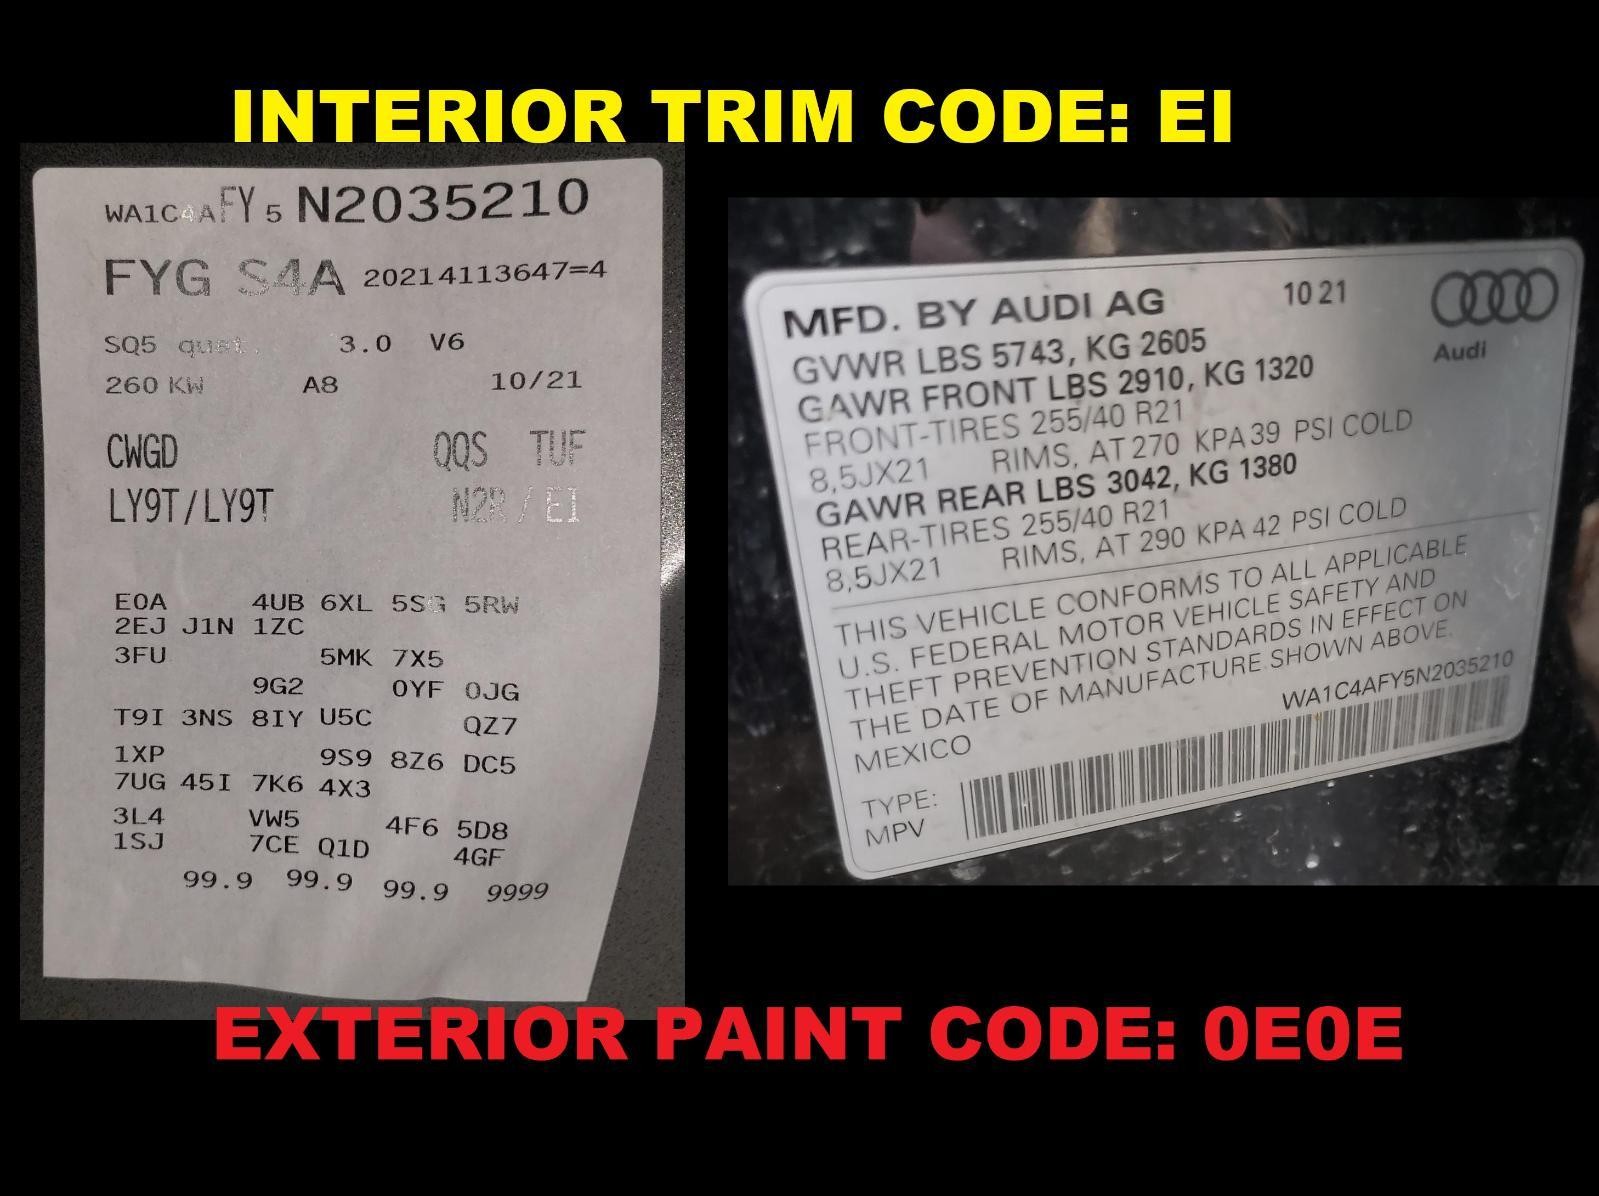 INTERIOR TRIM CODE: EI
WA1C4AFY5 N2035210
FYG S4A 20214113647=4
SQ5 quat. 3.0 V6
260 KW A8 10/21
CWGD QQS TUF
LY9T/LY9T N2R/EI
E0A 4UB 6XL 5SG 5RW
2EJ J1N 1ZC
3FU 5MK 7X5
9G2 0YF 0JG
T9I 3NS 8IY U5C QZ7
1XP 9S9 8Z6 DC5
7UG 45I 7K6 4X3
3L4 VW5 4F6 5D8
1SJ 7CE Q1D 4GF
99.9 99.9 99.9 9999
MFD. BY AUDI AG 10 21
Audi
GVWR LBS 5743, KG 2605
GAWR FRONT LBS 2910, KG 1320
FRONT-TIRES 255/40 R21
8,5JX21 RIMS, AT 270 KPA 39 PSI COLD
GAWR REAR LBS 3042, KG 1380
REAR-TIRES 255/40 R21
8,5JX21 RIMS, AT 290 KPA 42 PSI COLD
THIS VEHICLE CONFORMS TO ALL APPLICABLE
U.S. FEDERAL MOTOR VEHICLE SAFETY AND
THEFT PREVENTION STANDARDS IN EFFECT ON
THE DATE OF MANUFACTURE SHOWN ABOVE.
MEXICO WA1C4AFY5N2035210
TYPE:
MPV
EXTERIOR PAINT CODE: 0E0E